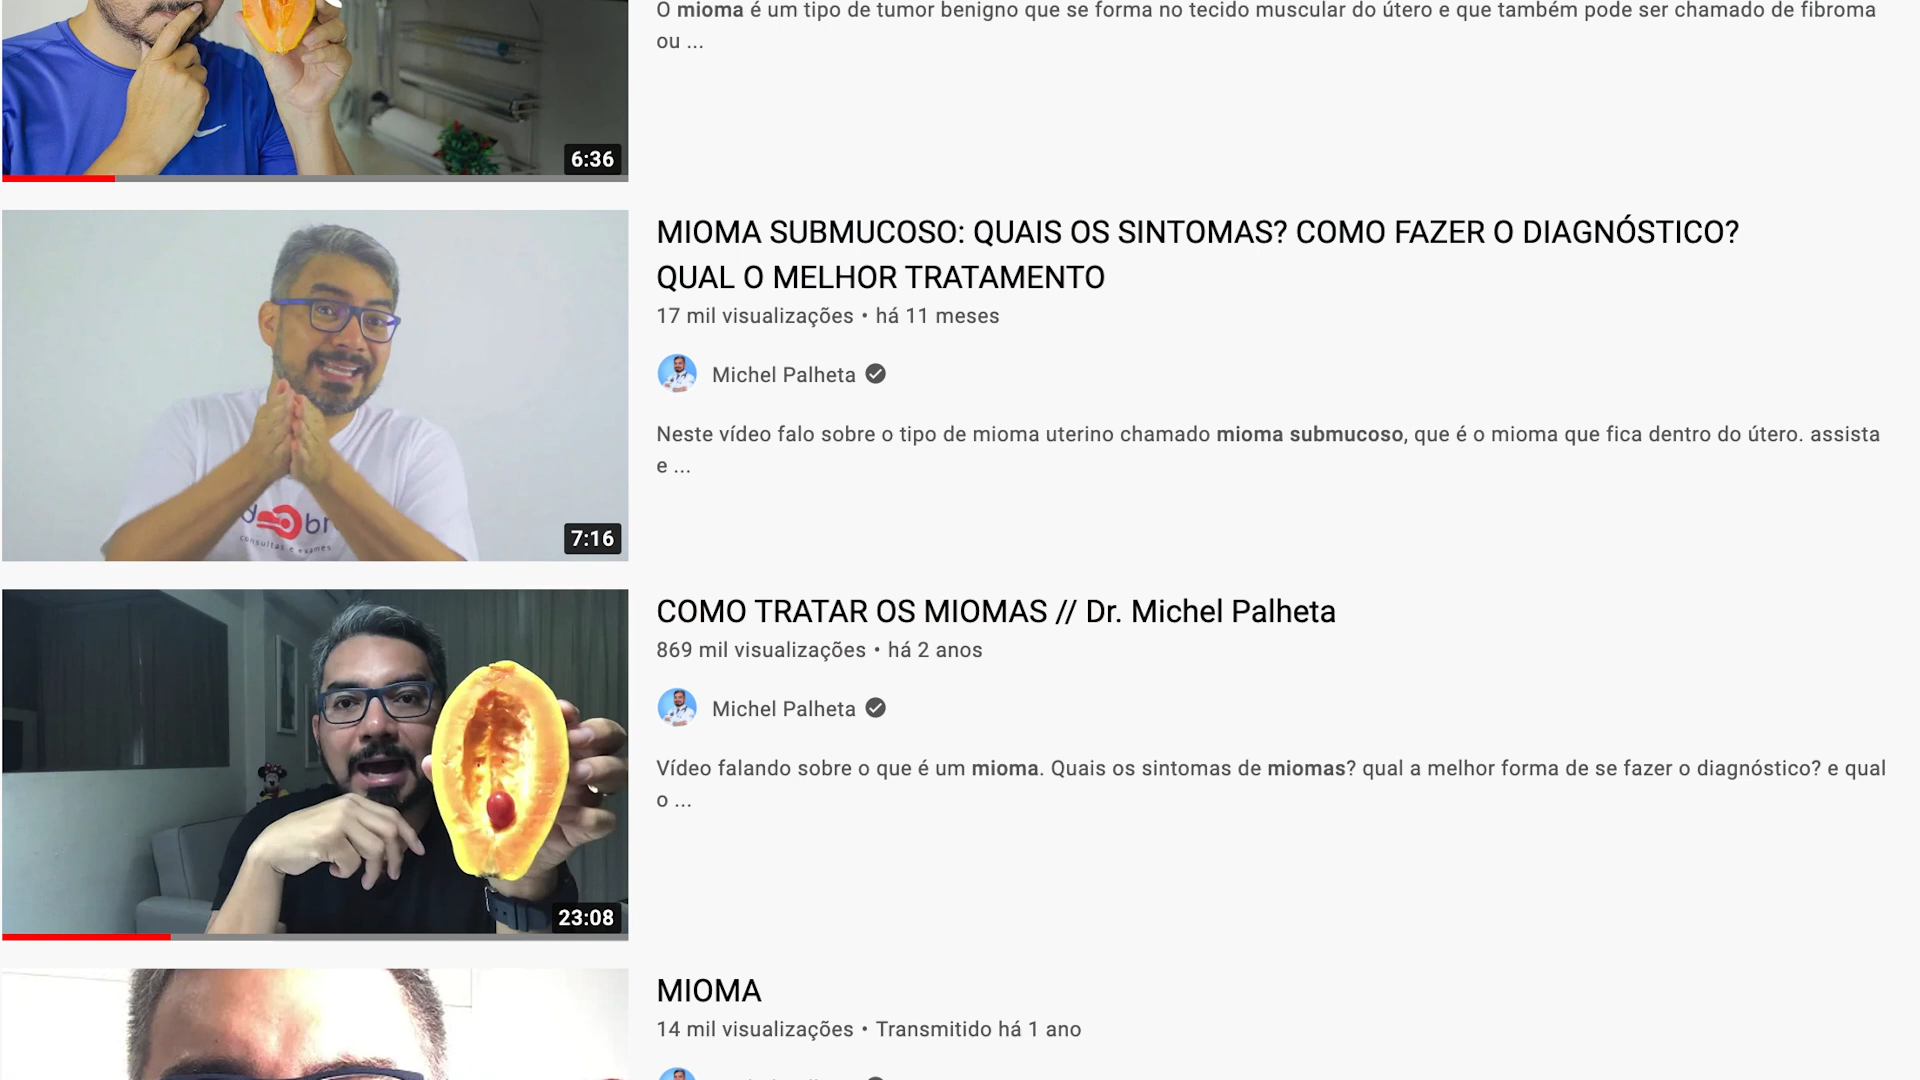 O mioma é um tipo de tumor benigno que se forma no tecido muscular do útero e que também pode ser chamado de fibroma
ou ...
6:36
MIOMA SUBMUCOSO: QUAIS OS SINTOMAS? COMO FAZER O DIAGNÓSTICO?
QUAL O MELHOR TRATAMENTO
17 mil visualizações • há 11 meses
Michel Palheta
Neste vídeo falo sobre o tipo de mioma uterino chamado mioma submucoso, que é o mioma que fica dentro do útero. assista
e ...
consultas e exames
7:16
COMO TRATAR OS MIOMAS // Dr. Michel Palheta
869 mil visualizações • há 2 anos
Michel Palheta
Vídeo falando sobre o que é um mioma. Quais os sintomas de miomas? qual a melhor forma de se fazer o diagnóstico? e qual
o ...
23:08
MIOMA
14 mil visualizações • Transmitido há 1 ano